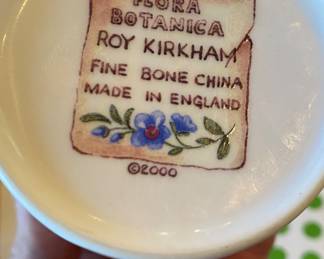 FLORA
BOTANICA
ROY KIRKHAM
FINE BONE CHINA
MADE IN ENGLAND
©2000